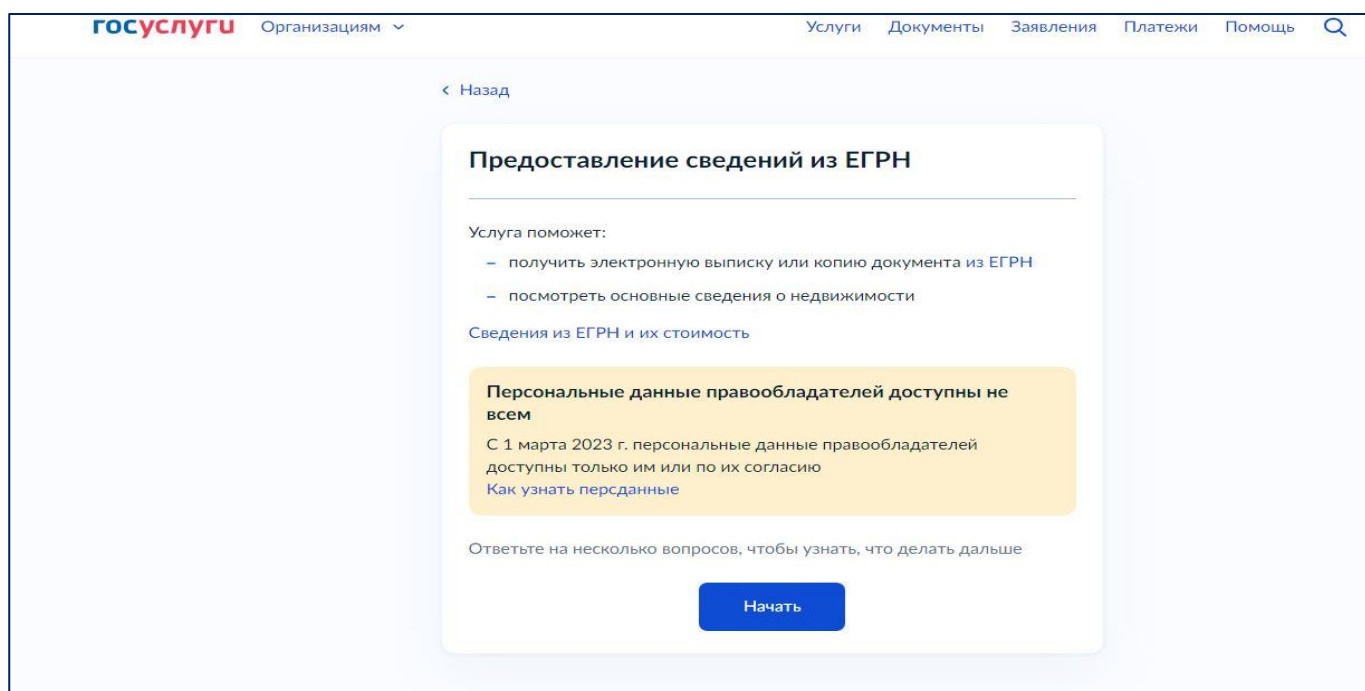 госуслуги Организациям Услуги Документы Заявления Платежи Помощь
Назад
Предоставление сведений из ЕГРН
Услуга поможет:
– получить электронную выписку или копию документа из ЕГРН
– посмотреть основные сведения о недвижимости
Сведения из ЕГРН и их стоимость
Персональные данные правообладателей доступны не
всем
С 1 марта 2023 г. персональные данные правообладателей
доступны только им или по их согласию
Как узнать персданные
Ответьте на несколько вопросов, чтобы узнать, что делать дальше
Начать